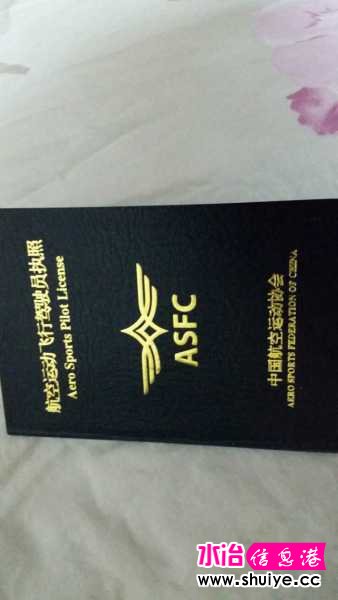 航空运动飞行驾驶员执照
Aero Sports Pilot License
ASFC
中国航空运动协会
AERO SPORTS FEDERATION OF CHINA
水冶信息港
www.shuiye.cc